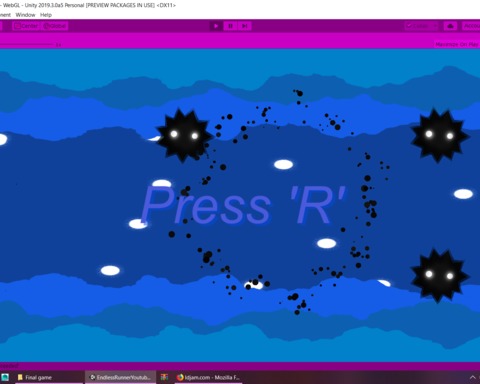 - WebGL - Unity 2019.3.0a5 Personal [PREVIEW PACKAGES IN USE] <DX11>
Window Help
Press 'R'
Final game
EndlessRunnerYoutub...
ldjam.com - Mozilla F...